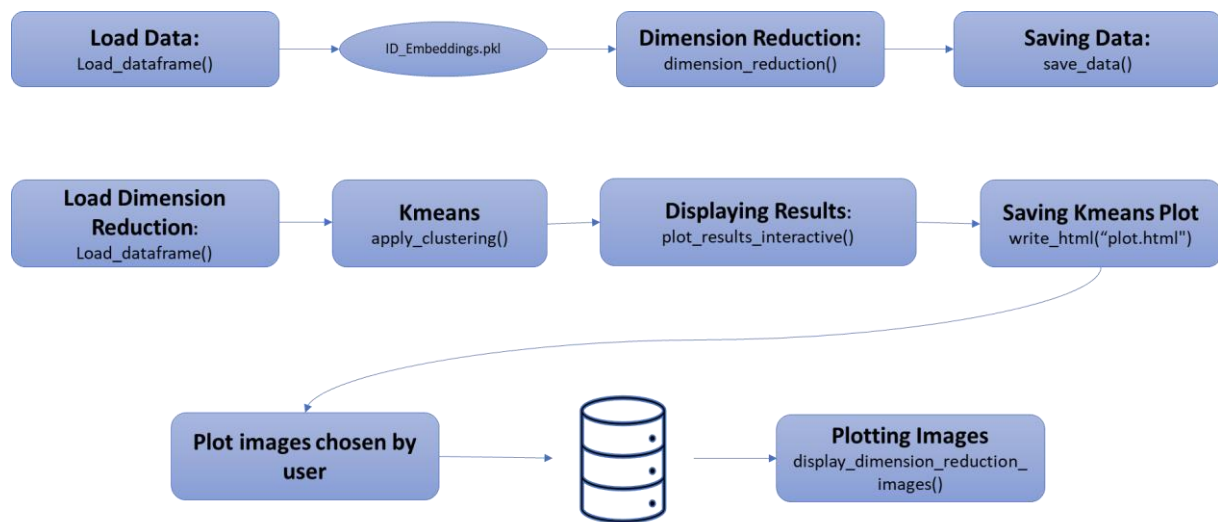 Load Data:
Load_dataframe()
ID_Embeddings.pkl
Dimension Reduction:
dimension_reduction()
Saving Data:
save_data()
Load Dimension
Reduction:
Load_dataframe()
Kmeans
apply_clustering()
Displaying Results:
plot_results_interactive()
Saving Kmeans Plot
write_html(“plot.html")
Plot images chosen by
user
Plotting Images
display_dimension_reduction_
images()